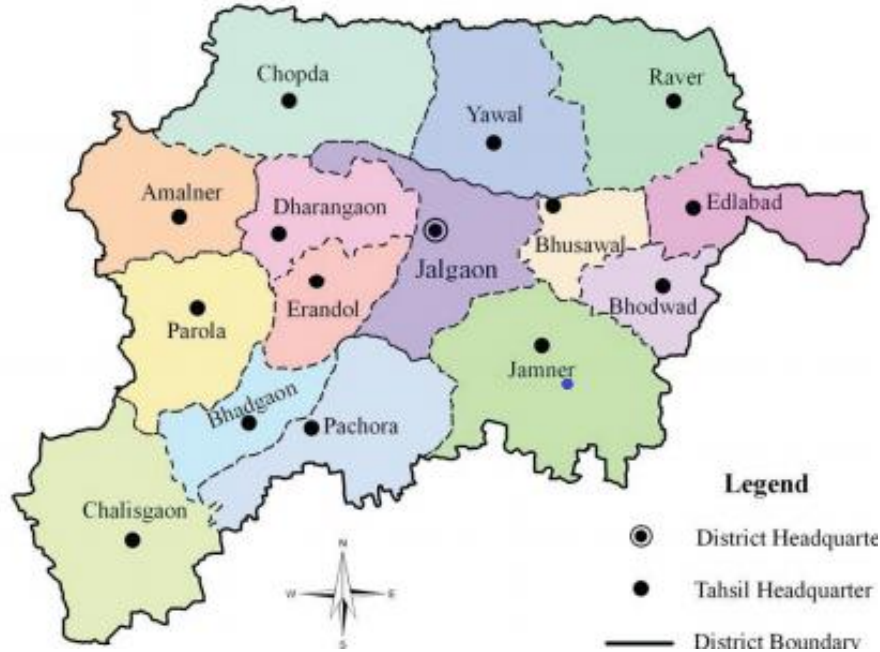 Chopda
Raver
Yawal
Amalner
Dharangaon
Edlabad
Bhusawal
Jalgaon
Erandol
Bhodwad
Parola
Jamner
Bhadgaon
Pachora
Chalisgaon
Legend
District Headquarte
Tahsil Headquarter
District Boundary
N
W E
S